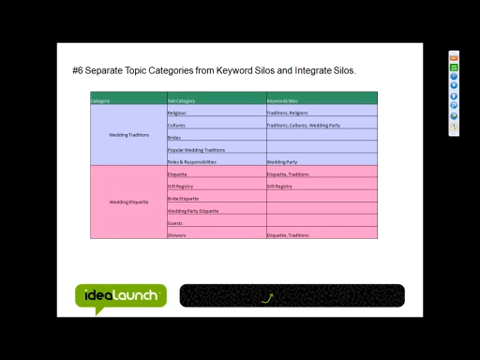 #6 Separate Topic Categories from Keyword Silos and Integrate Silos.
Category Sub Category Keywords Silos
Religious Traditions, Religions
Cultures Traditions, Cultures, Wedding Party
Wedding Traditions Brides
Popular Wedding Traditions
Roles & Responsibilities Wedding Party
Etiquette Etiquette, Traditions
Gift Registry Gift Registry
Wedding Etiquette Bride Etiquette
Wedding Party Etiquette
Guests
Showers Etiquette, Traditions
idealaunch